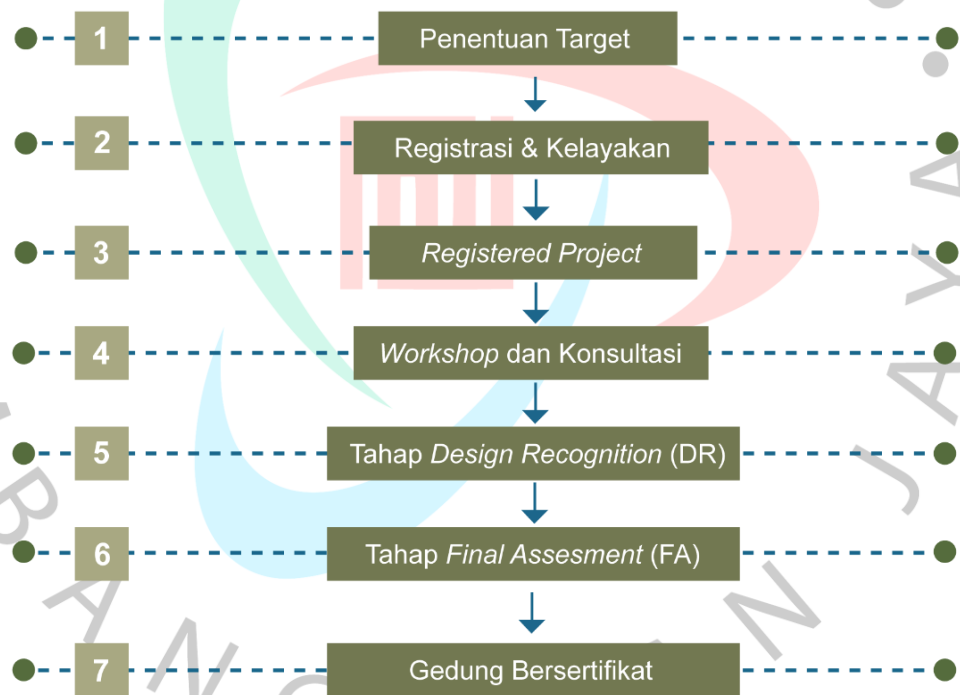 1 Penentuan Target
2 Registrasi & Kelayakan
3 Registered Project
4 Workshop dan Konsultasi
5 Tahap Design Recognition (DR)
6 Tahap Final Assesment (FA)
7 Gedung Bersertifikat